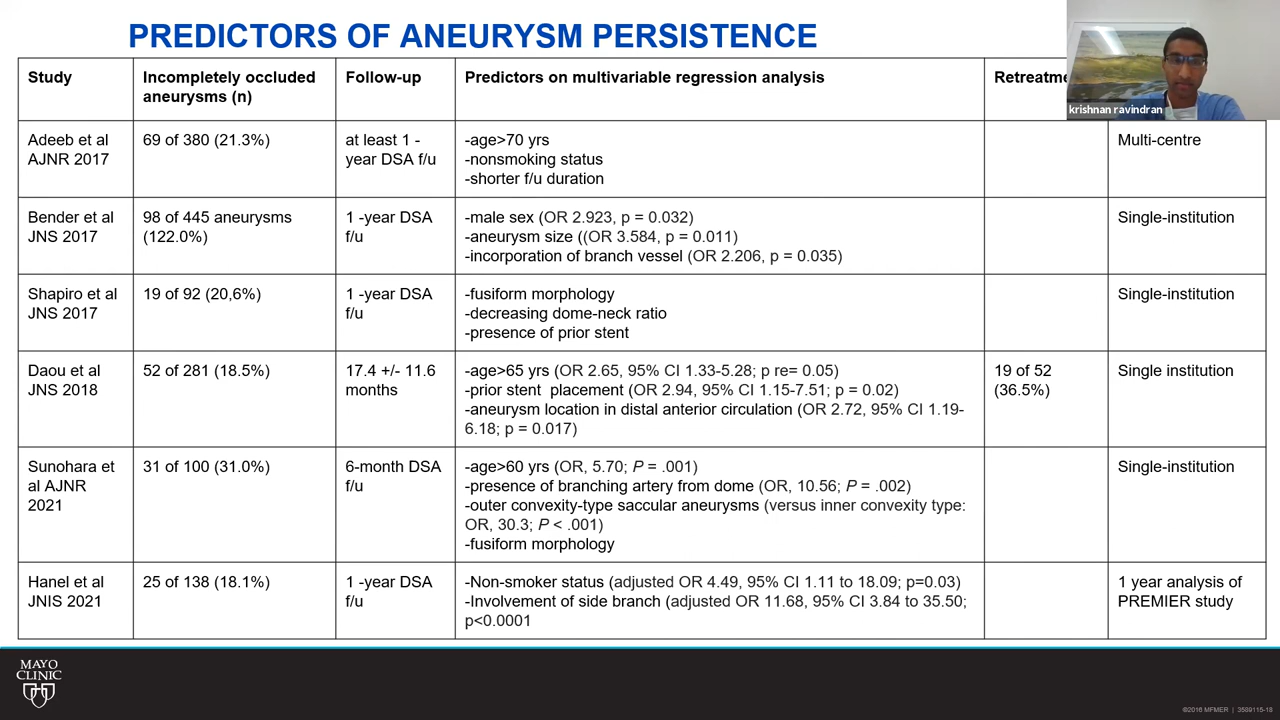 PREDICTORS OF ANEURYSM PERSISTENCE
Study
Incompletely occluded
aneurysms (n)
Follow-up
Predictors on multivariable regression analysis
krishnan ravindran
Adeeb et al
AJNR 2017
69 of 380 (21.3%)
at least 1 -
year DSA f/u
-age>70 yrs
-nonsmoking status
-shorter f/u duration
Multi-centre
Bender et al
JNS 2017
98 of 445 aneurysms
(122.0%)
1 -year DSA
f/u
-male sex (OR 2.923, p = 0.032)
-aneurysm size ((OR 3.584, p = 0.011)
-incorporation of branch vessel (OR 2.206, p = 0.035)
Single-institution
Shapiro et al
JNS 2017
19 of 92 (20,6%)
1 -year DSA
f/u
-fusiform morphology
-decreasing dome-neck ratio
-presence of prior stent
Single-institution
Daou et al
JNS 2018
52 of 281 (18.5%)
17.4 +/- 11.6
months
-age>65 yrs (OR 2.65, 95% CI 1.33-5.28; p re= 0.05)
-prior stent  placement (OR 2.94, 95% CI 1.15-7.51; p = 0.02)
-aneurysm location in distal anterior circulation (OR 2.72, 95% CI 1.19-
6.18; p = 0.017)
19 of 52
(36.5%)
Single institution
Sunohara et
al AJNR
2021
31 of 100 (31.0%)
6-month DSA
f/u
-age>60 yrs (OR, 5.70; P = .001)
-presence of branching artery from dome (OR, 10.56; P = .002)
-outer convexity-type saccular aneurysms (versus inner convexity type:
OR, 30.3; P < .001)
-fusiform morphology
Single-institution
Hanel et al
JNIS 2021
25 of 138 (18.1%)
1 -year DSA
f/u
-Non-smoker status (adjusted OR 4.49, 95% CI 1.11 to 18.09; p=0.03)
-Involvement of side branch (adjusted OR 11.68, 95% CI 3.84 to 35.50;
p<0.0001
1 year analysis of
PREMIER study
MAYO
CLINIC
©2016 MFMER | 3589115-18